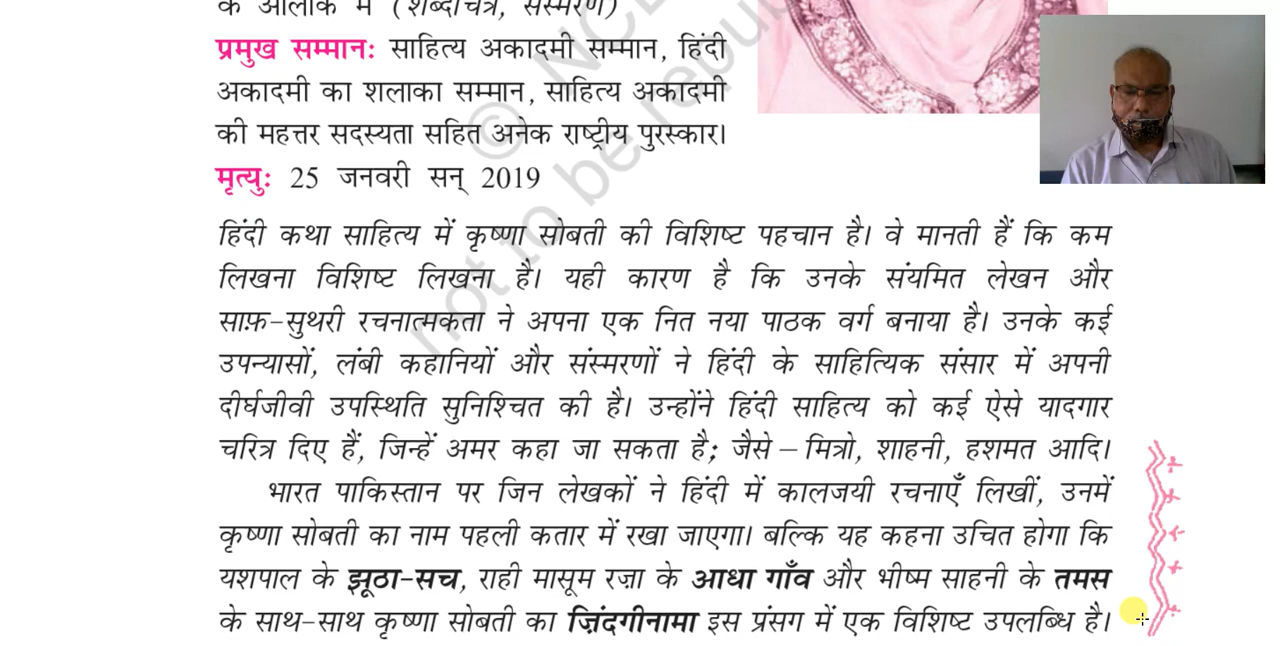 के आलोक में (शब्दचित्र, संस्मरण)
प्रमुख सम्मानः साहित्य अकादमी सम्मान, हिंदी
अकादमी का शलाका सम्मान, साहित्य अकादमी
की महत्तर सदस्यता सहित अनेक राष्ट्रीय पुरस्कार।
मृत्युः 25 जनवरी सन् 2019
हिंदी कथा साहित्य में कृष्णा सोबती की विशिष्ट पहचान है। वे मानती हैं कि कम
लिखना विशिष्ट लिखना है। यही कारण है कि उनके संयमित लेखन और
साफ़-सुथरी रचनात्मकता ने अपना एक नित नया पाठक वर्ग बनाया है। उनके कई
उपन्यासों, लंबी कहानियों और संस्मरणों ने हिंदी के साहित्यिक संसार में अपनी
दीर्घजीवी उपस्थिति सुनिश्चित की है। उन्होंने हिंदी साहित्य को कई ऐसे यादगार
चरित्र दिए हैं, जिन्हें अमर कहा जा सकता है; जैसे – मित्रो, शाहनी, हशमत आदि।
भारत पाकिस्तान पर जिन लेखकों ने हिंदी में कालजयी रचनाएँ लिखीं, उनमें
कृष्णा सोबती का नाम पहली कतार में रखा जाएगा। बल्कि यह कहना उचित होगा कि
यशपाल के झूठा-सच, राही मासूम रज़ा के आधा गाँव और भीष्म साहनी के तमस
के साथ-साथ कृष्णा सोबती का ज़िंदगीनामा इस प्रसंग में एक विशिष्ट उपलब्धि है।
© NC
not to be repu